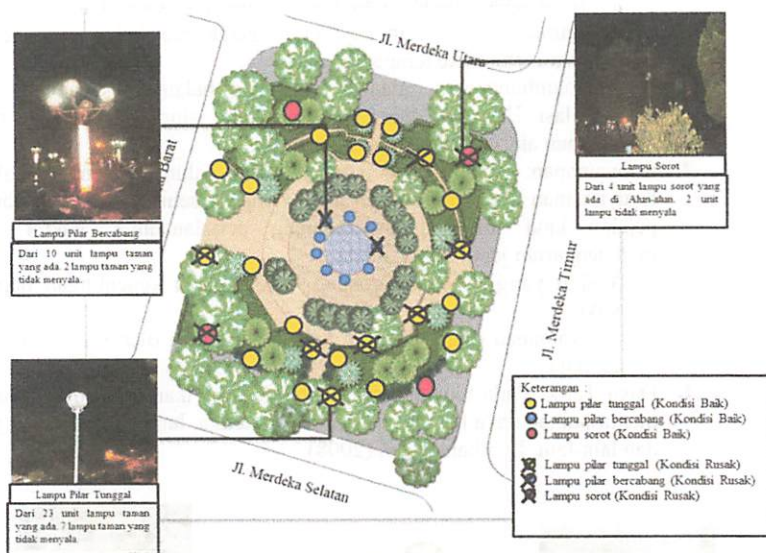 Jl. Merdeka Utara
Barat
Lampu Pilar Bercabang
Dari 10 unit lampu taman
yang ada. 2 lampu taman yang
tidak menyala.
Lampu Sorot
Dari 4 unit lampu sorot yang
ada di Alun-alun. 2 unit
lampu tidak menyala
Jl. Merdeka Timur
Lampu Pilar Tunggal
Dari 23 unit lampu taman
yang ada. 7 lampu taman yang
tidak menyala.
Jl. Merdeka Selatan
Keterangan :
Lampu pilar tunggal (Kondisi Baik)
Lampu pilar bercabang (Kondisi Baik)
Lampu sorot (Kondisi Baik)
Lampu pilar tunggal (Kondisi Rusak)
Lampu pilar bercabang (Kondisi Rusak)
Lampu sorot (Kondisi Rusak)